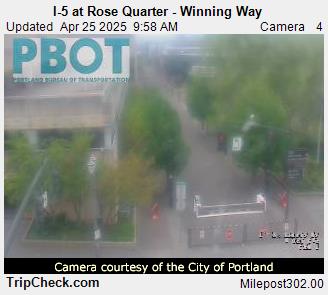 I-5 at Rose Quarter - Winning Way
Updated Apr 25 2025 9:58 AM Camera 4
PBOT
PORTLAND BUREAU OF TRANSPORTATION
Camera courtesy of the City of Portland
TripCheck.com Milepost302.00